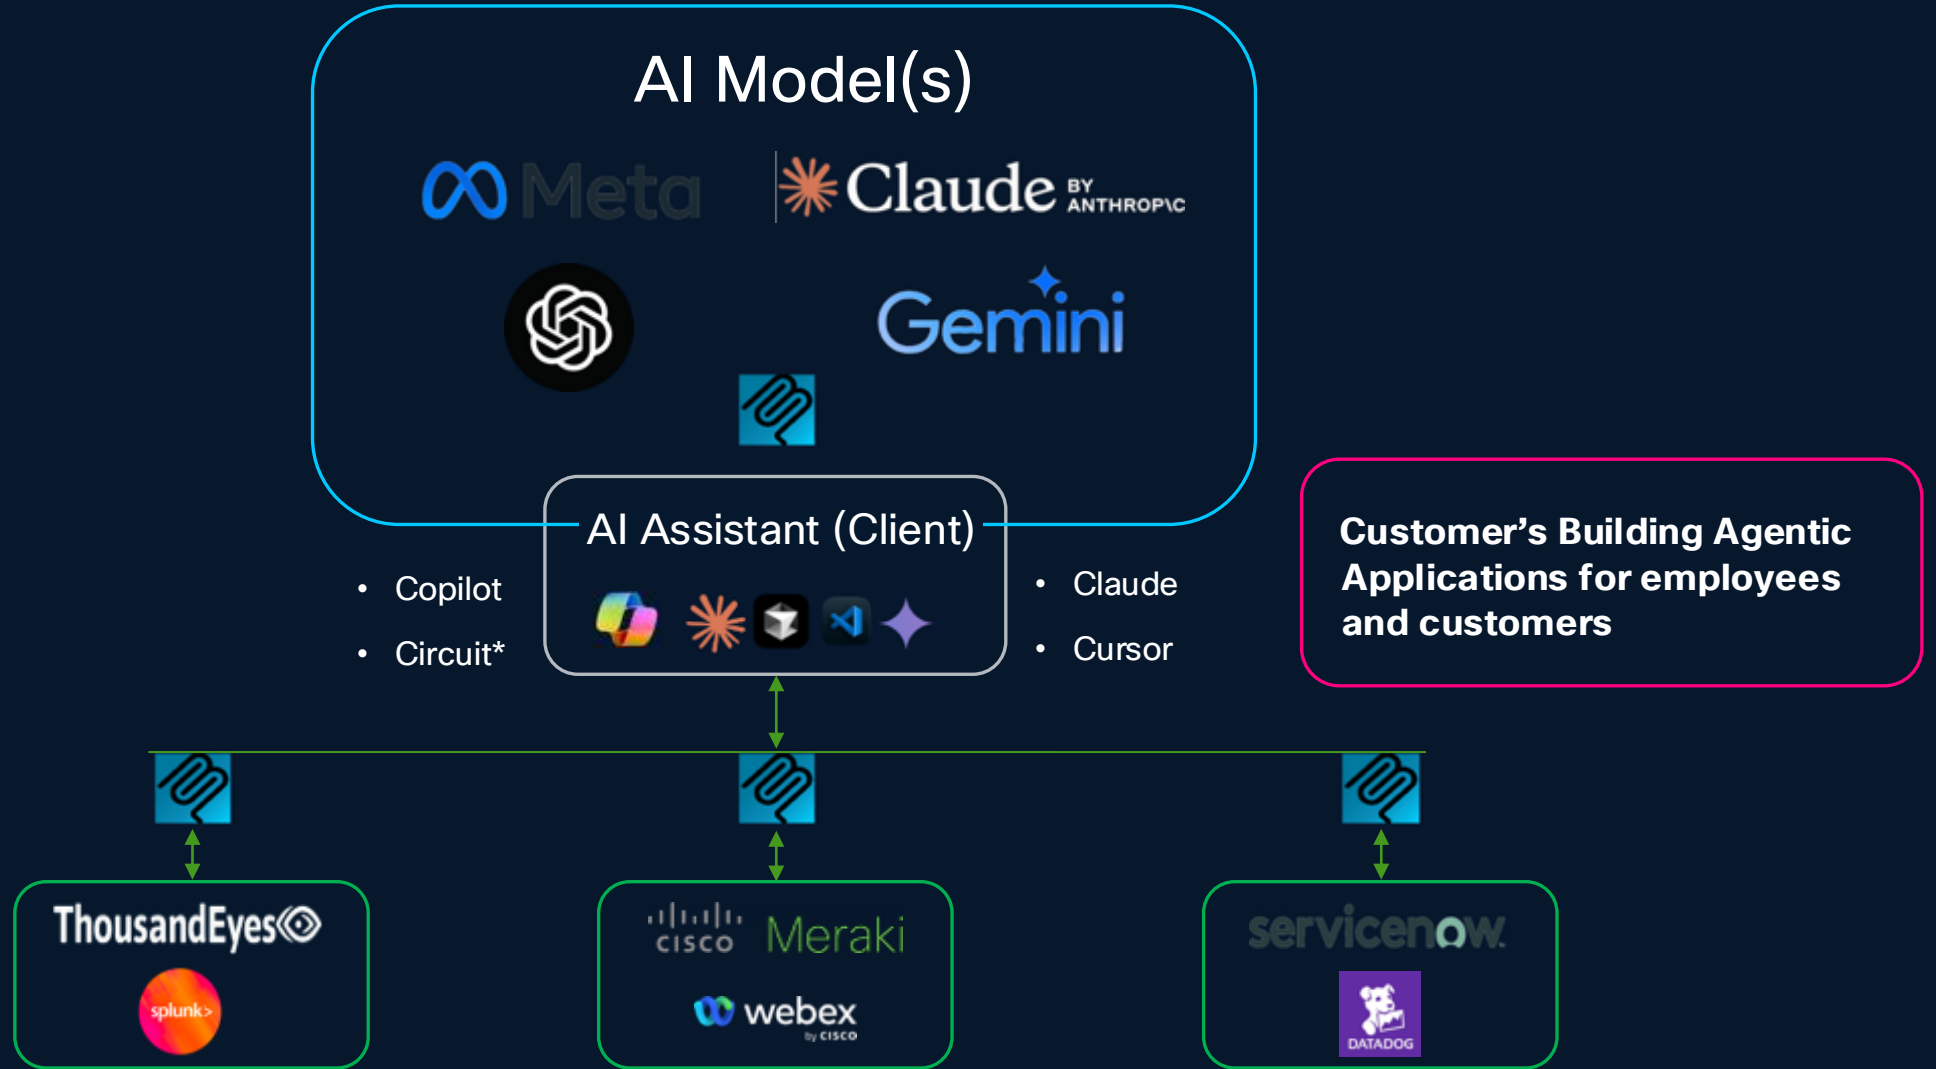 AI Model(s)
Meta
Claude BY ANTHROP\C
Gemini
AI Assistant (Client)
• Copilot
• Circuit*
• Claude
• Cursor
Customer’s Building Agentic
Applications for employees
and customers
ThousandEyes
splunk>
CISCO Meraki
webex
by CISCO
servicenow.
DATADOG